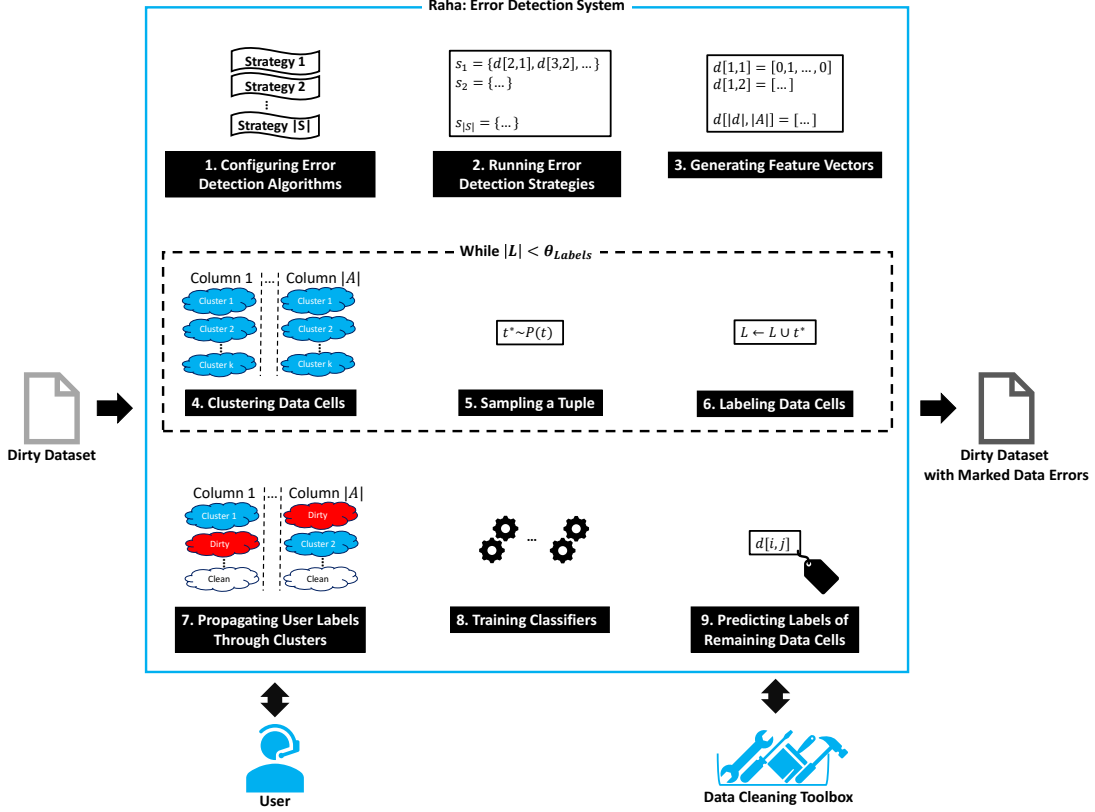 Raha: Error Detection System
Strategy 1
Strategy 2
⋮
Strategy |S|
1. Configuring Error
Detection Algorithms
s₁ = {d[2,1], d[3,2], …}
s₂ = {…}
s_{|S|} = {…}
2. Running Error
Detection Strategies
d[1,1] = [0,1, …, 0]
d[1,2] = […]
d[|d|, |A|] = […]
3. Generating Feature Vectors
While |L| < θ_{Labels}
Column 1 … Column |A|
Cluster 1 Cluster 1
Cluster 2 Cluster 2
Cluster k Cluster k
4. Clustering Data Cells
t*~P(t)
5. Sampling a Tuple
L ← L ∪ t*
6. Labeling Data Cells
Dirty Dataset
Dirty Dataset
with Marked Data Errors
Column 1 … Column |A|
Cluster 1 Dirty
Dirty Cluster 2
Clean Clean
7. Propagating User Labels
Through Clusters
…
8. Training Classifiers
d[i, j]
9. Predicting Labels of
Remaining Data Cells
User
Data Cleaning Toolbox